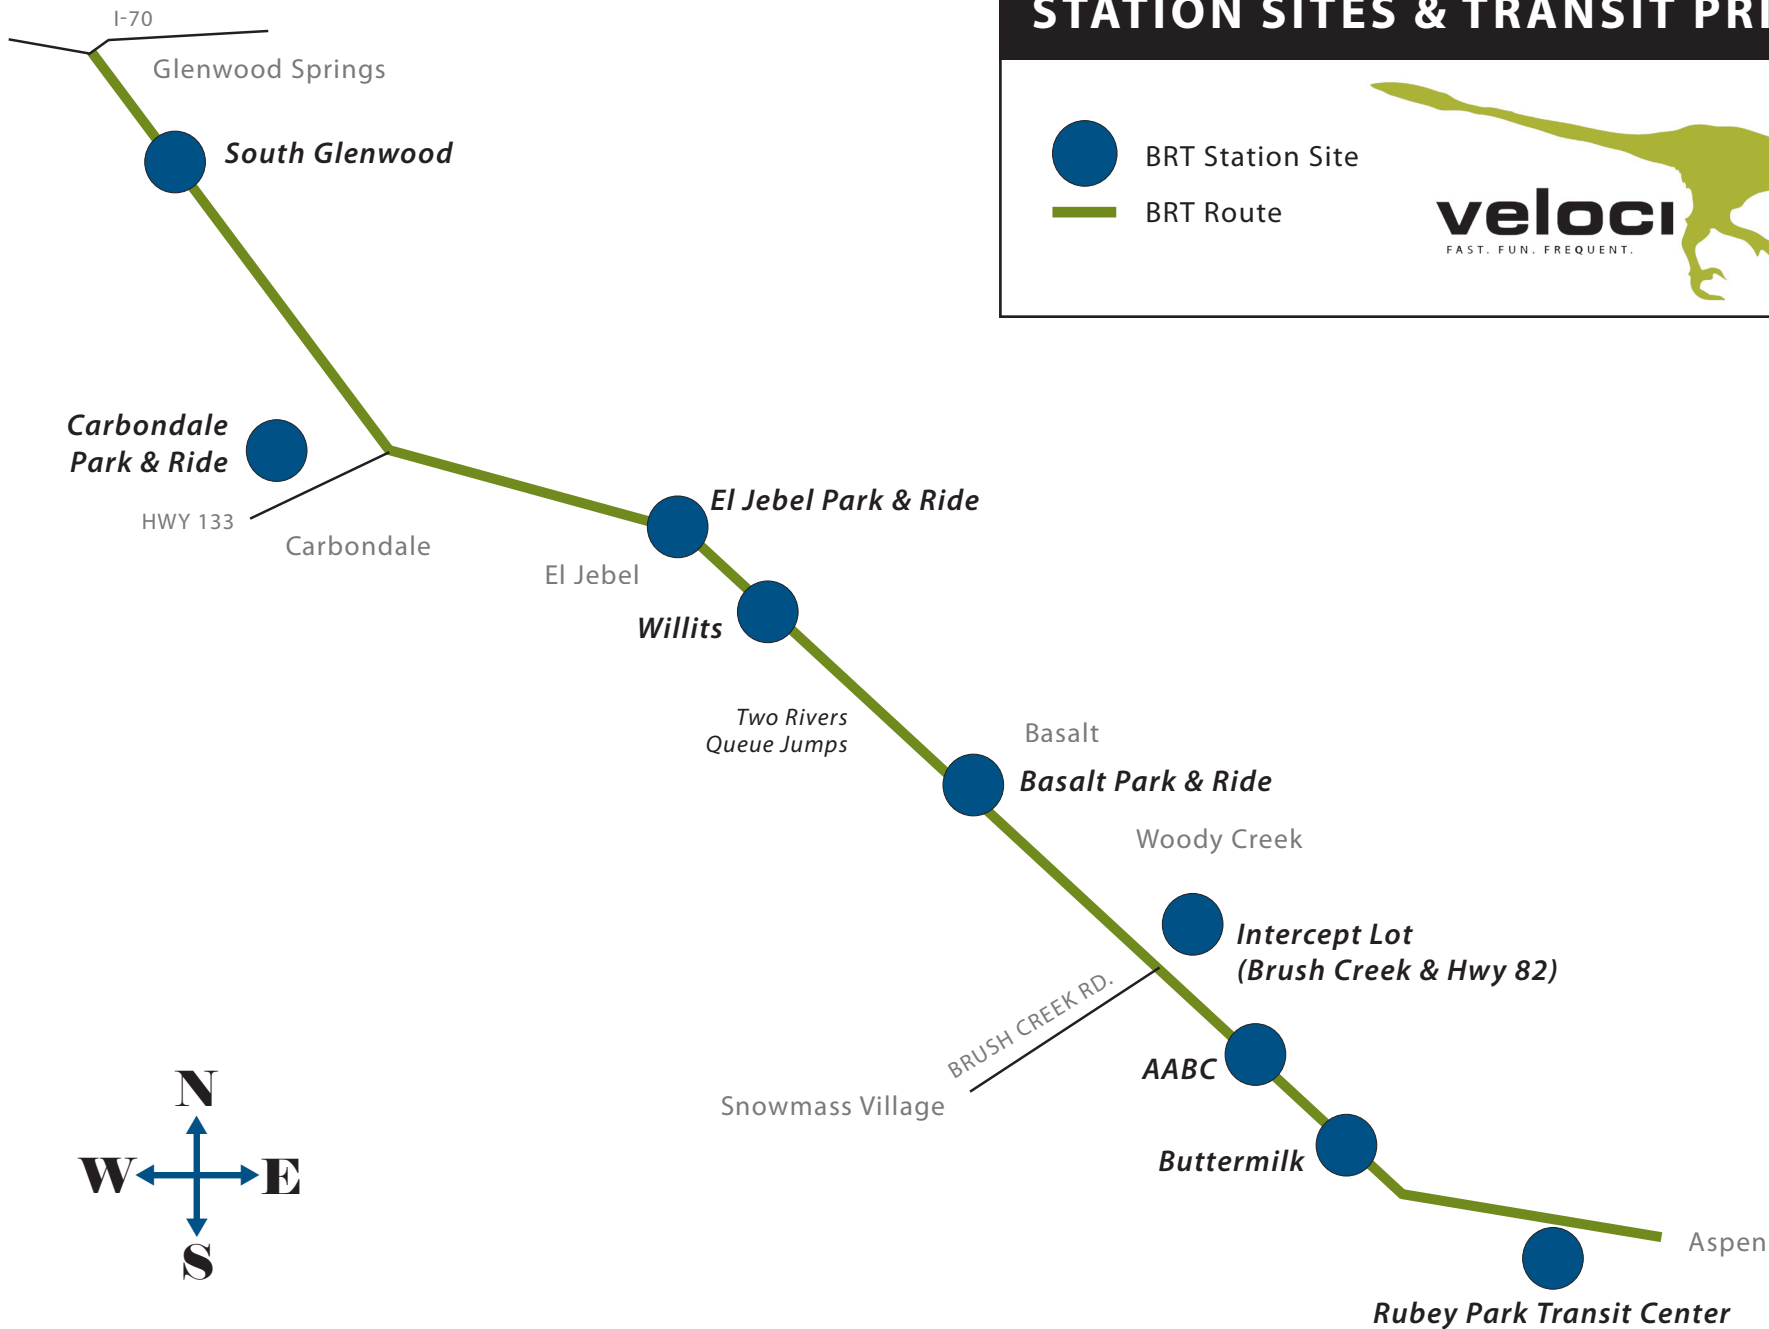 STATION SITES & TRANSIT
BRT Station Site
BRT Route
veloci
FAST. FUN. FREQUENT.
I-70
Glenwood Springs
South Glenwood
Carbondale
Park & Ride
HWY 133
Carbondale
El Jebel Park & Ride
El Jebel
Willits
Two Rivers
Queue Jumps
Basalt
Basalt Park & Ride
Woody Creek
Intercept Lot
(Brush Creek & Hwy 82)
BRUSH CREEK RD.
Snowmass Village
AABC
Buttermilk
Aspen
Rubey Park Transit Center
N
W
E
S